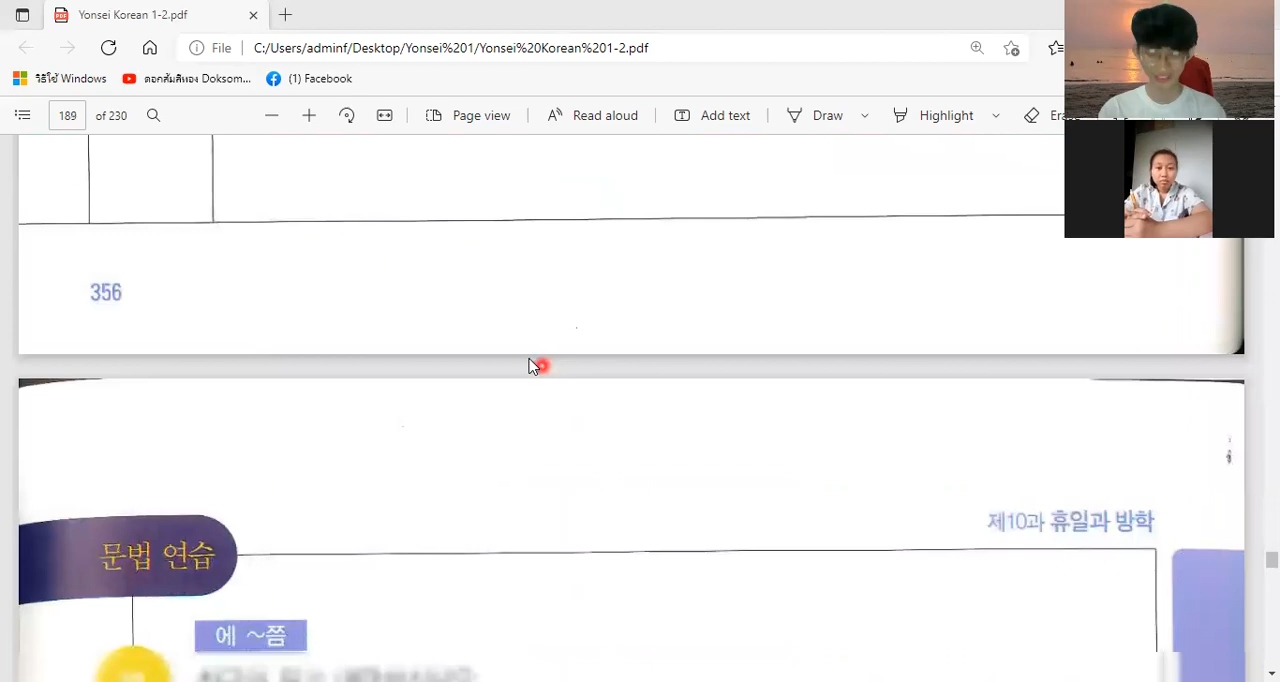 Yonsei Korean 1-2.pdf
File C:/Users/adminf/Desktop/Yonsei%201/Yonsei%20Korean%201-2.pdf
วิธีใช้ Windows ดอกส้มสีทอง Doksom... (1) Facebook
189 of 230 Page view Read aloud Add text Draw Highlight
356
제10과 휴일과 방학
문법 연습
에 ~쯤